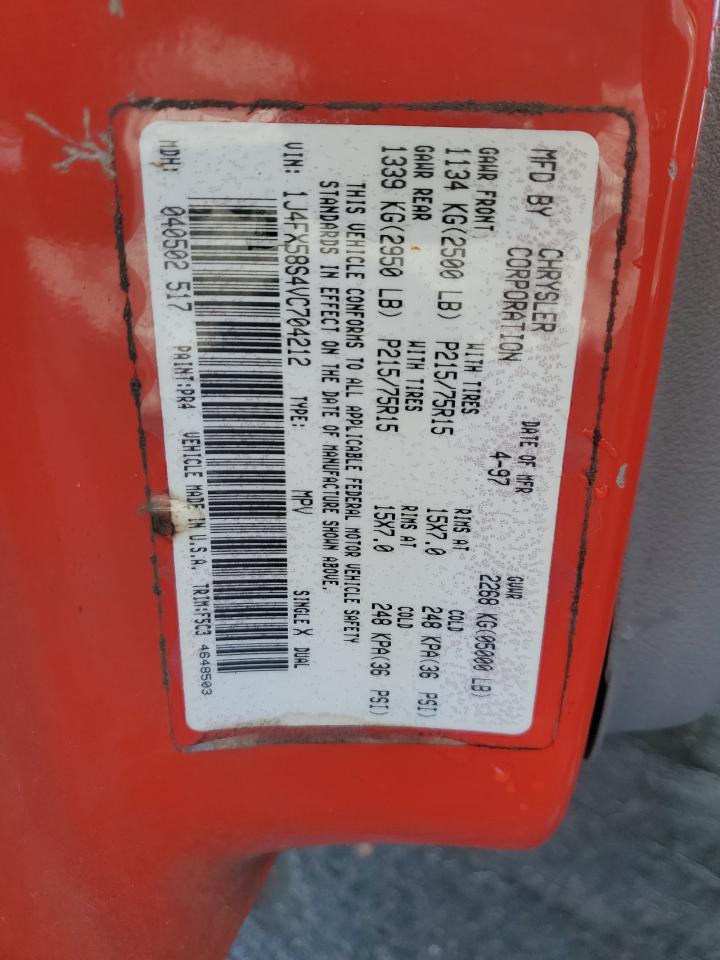 MFD BY CHRYSLER CORPORATION
DATE OF MFR 4-97
GVWR 2268 KG(05000 LB)
GAWR FRONT WITH TIRES RIMS AT COLD
1134 KG(2500 LB) P215/75R15 15X7.0 248 KPA(36 PSI)
GAWR REAR WITH TIRES RIMS AT COLD
1339 KG(2950 LB) P215/75R15 15X7.0 248 KPA(36 PSI)
THIS VEHICLE CONFORMS TO ALL APPLICABLE FEDERAL MOTOR VEHICLE SAFETY
STANDARDS IN EFFECT ON THE DATE OF MANUFACTURE SHOWN ABOVE.
VIN: 1J4FX58S4VC704212 TYPE: MPV SINGLE X DUAL
MDH: 040502 517 PAINT:PR4 VEHICLE MADE IN U.S.A. TRIM:F5C3 4648503